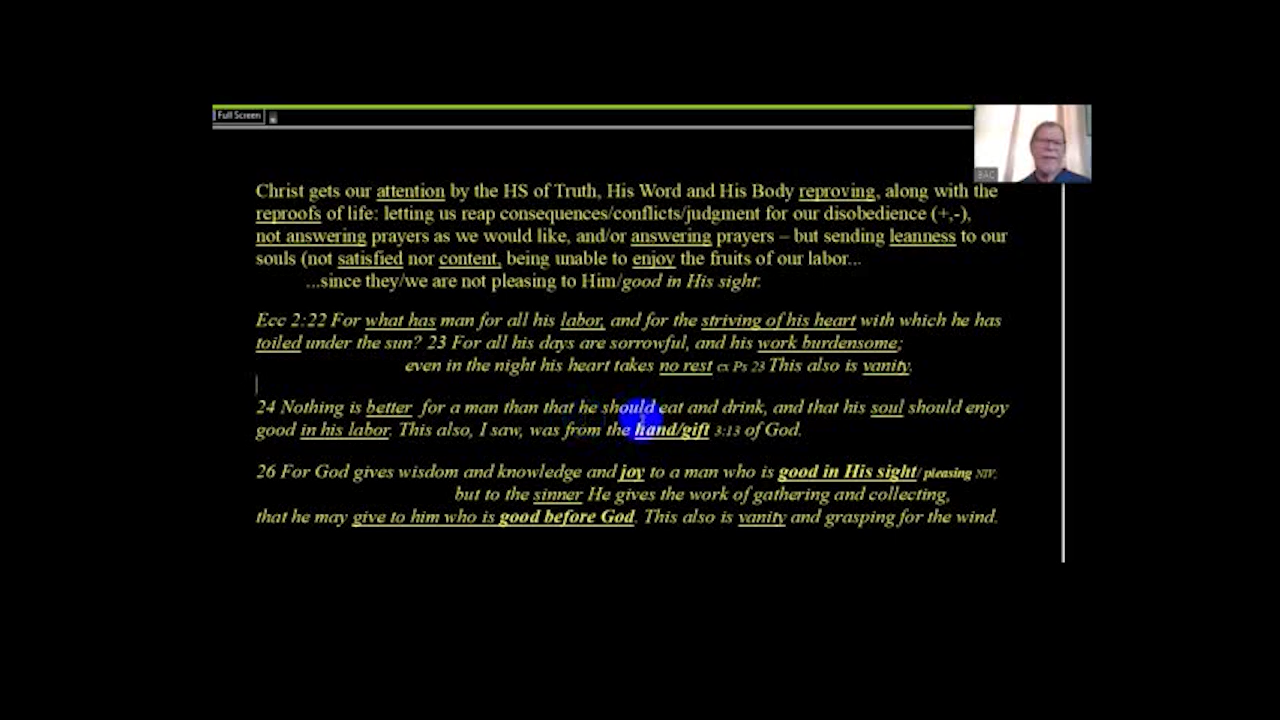 Full Screen
BAC
Christ gets our attention by the HS of Truth, His Word and His Body reproving, along with the
reproofs of life: letting us reap consequences/conflicts/judgment for our disobedience (+,-),
not answering prayers as we would like, and/or answering prayers – but sending leanness to our
souls (not satisfied nor content, being unable to enjoy the fruits of our labor...
...since they/we are not pleasing to Him/good in His sight:
Ecc 2:22 For what has man for all his labor, and for the striving of his heart with which he has
toiled under the sun? 23 For all his days are sorrowful, and his work burdensome;
even in the night his heart takes no rest ex Ps 23 This also is vanity.
24 Nothing is better for a man than that he should eat and drink, and that his soul should enjoy
good in his labor. This also, I saw, was from the hand/gift 3:13 of God.
26 For God gives wisdom and knowledge and joy to a man who is good in His sight/ pleasing NIV;
but to the sinner He gives the work of gathering and collecting,
that he may give to him who is good before God. This also is vanity and grasping for the wind.